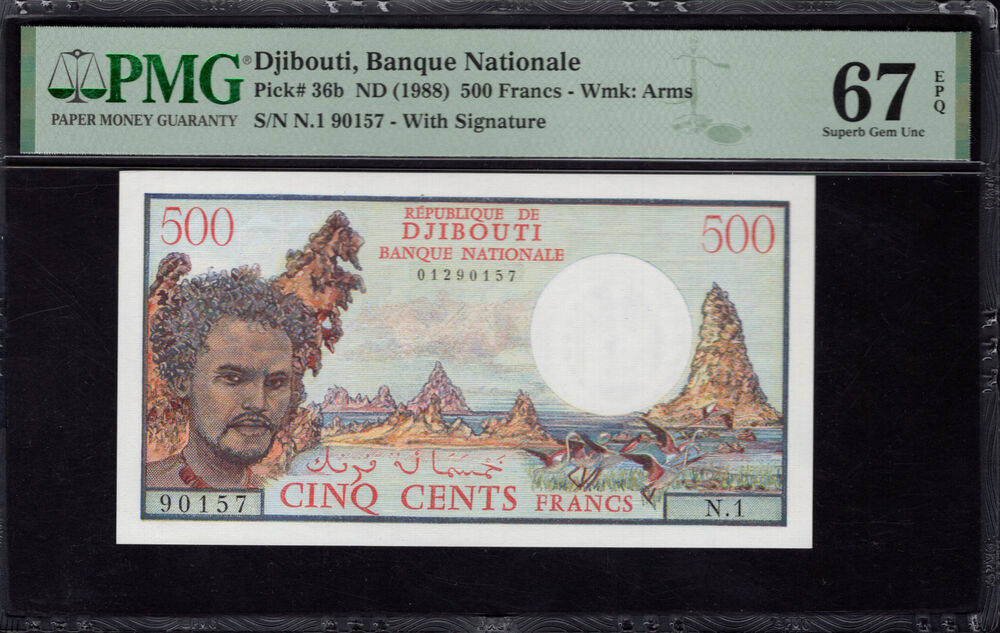 PMG®
PAPER MONEY GUARANTY
Djibouti, Banque Nationale
Pick# 36b ND (1988) 500 Francs - Wmk: Arms
S/N N.1 90157 - With Signature
67
EPQ
Superb Gem Unc
500
RÉPUBLIQUE DE
DJIBOUTI
BANQUE NATIONALE
01290157
500
خمسمائة فرنك
CINQ CENTS FRANCS
90157
N.1